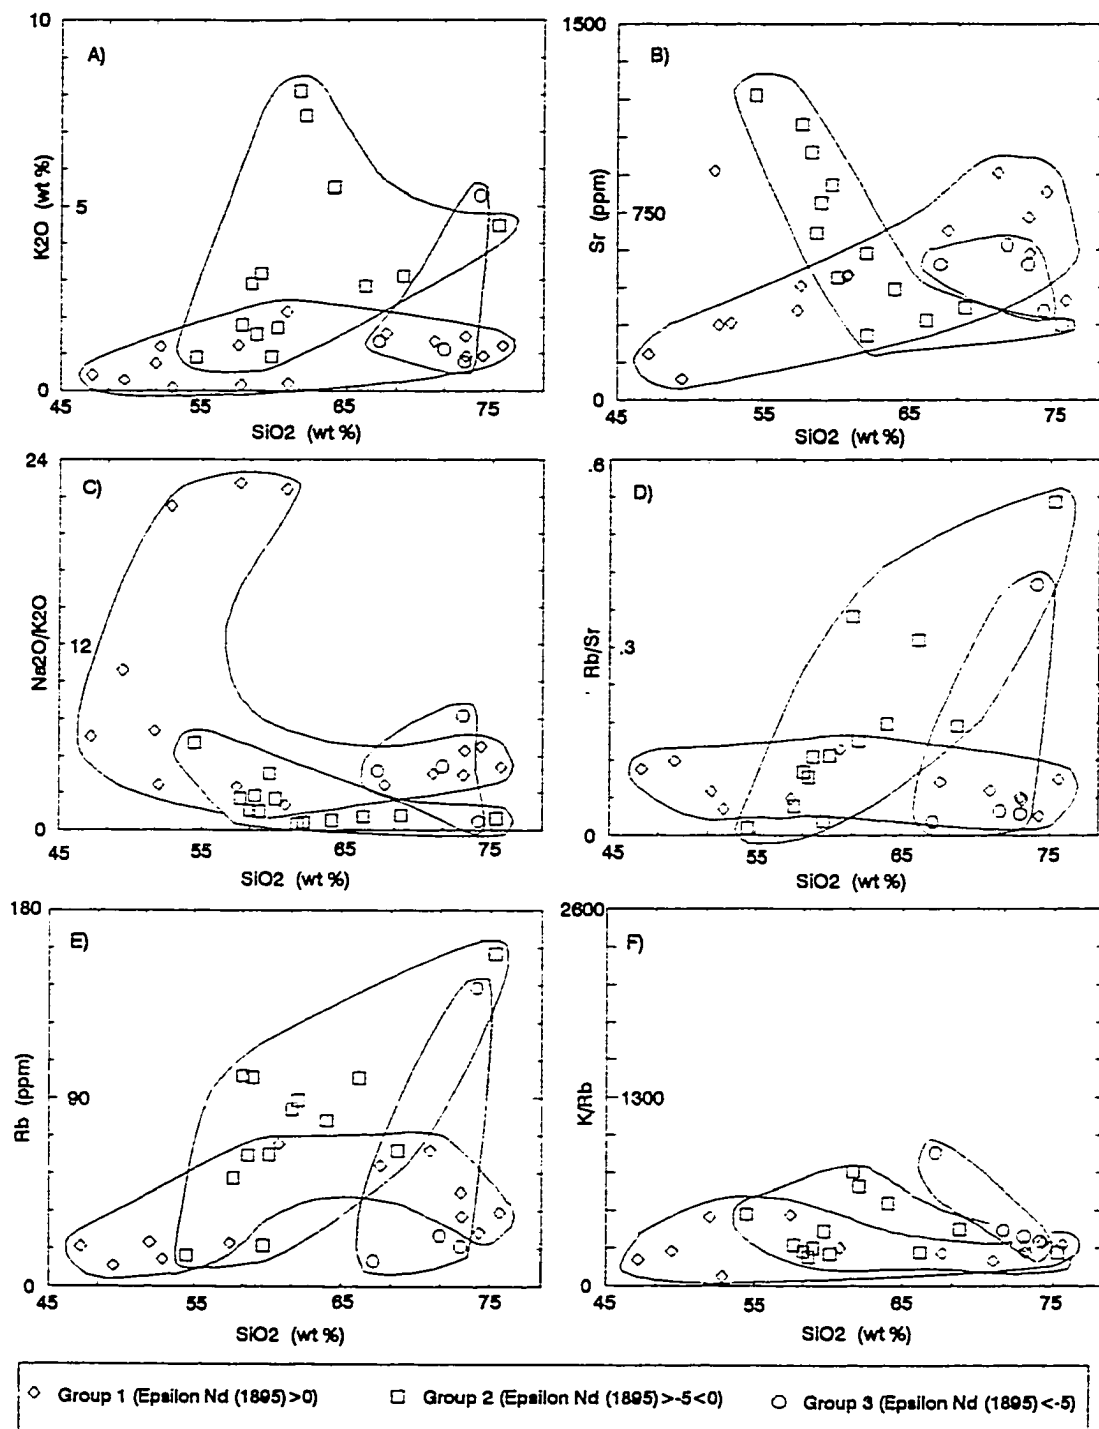 10
A)
K2O (wt %)
5
0
45 55 65 75
SiO2 (wt %)
1500
B)
Sr (ppm)
750
0
45 55 65 75
SiO2 (wt %)
24
C)
Na2O/K2O
12
0
45 55 65 75
SiO2 (wt %)
.6
D)
Rb/Sr
.3
0
45 55 65 75
SiO2 (wt %)
180
E)
Rb (ppm)
90
0
45 55 65 75
SiO2 (wt %)
2600
F)
K/Rb
1300
0
45 55 65 75
SiO2 (wt %)
Group 1 (Epsilon Nd (1895)>0) Group 2 (Epsilon Nd (1895)>-5<0) Group 3 (Epsilon Nd (1895)<-5)